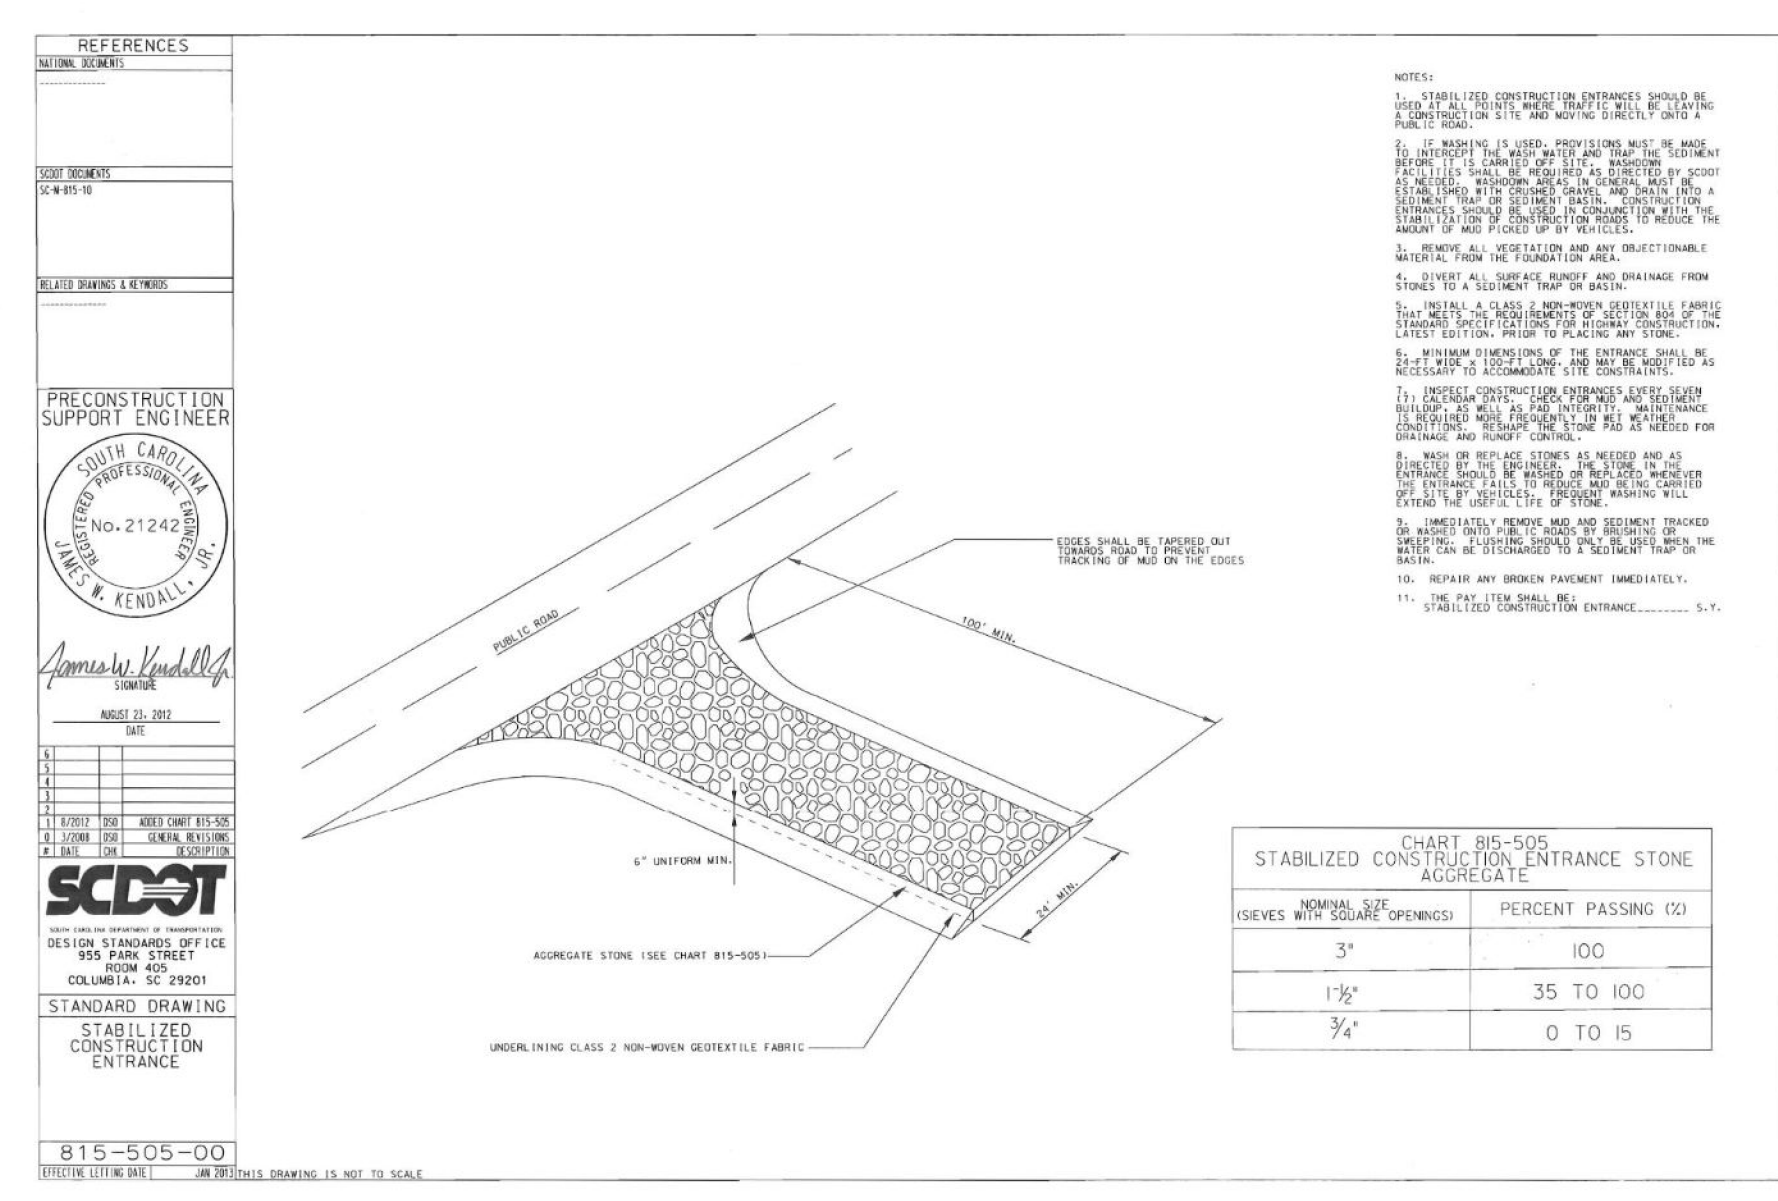 REFERENCES
NATIONAL DOCUMENTS
SCDOT DOCUMENTS
SC-M-815-10
RELATED DRAWINGS & KEYWORDS
PRECONSTRUCTION
SUPPORT ENGINEER
SOUTH CAROLINA
REGISTERED PROFESSIONAL ENGINEER
No. 21242
JAMES W. KENDALL, JR.
James W. Kendall Jr.
SIGNATURE
AUGUST 23, 2012
DATE
6
5
4
3
2
1 8/2012 DSO ADDED CHART 815-505
0 3/2008 DSO GENERAL REVISIONS
# DATE CHK DESCRIPTION
SCDOT
SOUTH CAROLINA DEPARTMENT OF TRANSPORTATION
DESIGN STANDARDS OFFICE
955 PARK STREET
ROOM 405
COLUMBIA, SC 29201
STANDARD DRAWING
STABILIZED
CONSTRUCTION
ENTRANCE
815-505-00
EFFECTIVE LETTING DATE JAN 2013
THIS DRAWING IS NOT TO SCALE
PUBLIC ROAD
EDGES SHALL BE TAPERED OUT
TOWARDS ROAD TO PREVENT
TRACKING OF MUD ON THE EDGES
100' MIN.
6" UNIFORM MIN.
24' MIN.
AGGREGATE STONE (SEE CHART 815-505)
UNDERLINING CLASS 2 NON-WOVEN GEOTEXTILE FABRIC
NOTES:
1. STABILIZED CONSTRUCTION ENTRANCES SHOULD BE
USED AT ALL POINTS WHERE TRAFFIC WILL BE LEAVING
A CONSTRUCTION SITE AND MOVING DIRECTLY ONTO A
PUBLIC ROAD.
2. IF WASHING IS USED, PROVISIONS MUST BE MADE
TO INTERCEPT THE WASH WATER AND TRAP THE SEDIMENT
BEFORE IT IS CARRIED OFF SITE. WASHDOWN
FACILITIES SHALL BE REQUIRED AS DIRECTED BY SCDOT
AS NEEDED. WASHDOWN AREAS IN GENERAL MUST BE
ESTABLISHED WITH CRUSHED GRAVEL AND DRAIN INTO A
SEDIMENT TRAP OR SEDIMENT BASIN. CONSTRUCTION
ENTRANCES SHOULD BE USED IN CONJUNCTION WITH THE
STABILIZATION OF CONSTRUCTION ROADS TO REDUCE THE
AMOUNT OF MUD PICKED UP BY VEHICLES.
3. REMOVE ALL VEGETATION AND ANY OBJECTIONABLE
MATERIAL FROM THE FOUNDATION AREA.
4. DIVERT ALL SURFACE RUNOFF AND DRAINAGE FROM
STONES TO A SEDIMENT TRAP OR BASIN.
5. INSTALL A CLASS 2 NON-WOVEN GEOTEXTILE FABRIC
THAT MEETS THE REQUIREMENTS OF SECTION 804 OF THE
STANDARD SPECIFICATIONS FOR HIGHWAY CONSTRUCTION,
LATEST EDITION, PRIOR TO PLACING ANY STONE.
6. MINIMUM DIMENSIONS OF THE ENTRANCE SHALL BE
24-FT WIDE x 100-FT LONG, AND MAY BE MODIFIED AS
NECESSARY TO ACCOMMODATE SITE CONSTRAINTS.
7. INSPECT CONSTRUCTION ENTRANCES EVERY SEVEN
(7) CALENDAR DAYS. CHECK FOR MUD AND SEDIMENT
BUILDUP, AS WELL AS PAD INTEGRITY. MAINTENANCE
IS REQUIRED MORE FREQUENTLY IN WET WEATHER
CONDITIONS. RESHAPE THE STONE PAD AS NEEDED FOR
DRAINAGE AND RUNOFF CONTROL.
8. WASH OR REPLACE STONES AS NEEDED AND AS
DIRECTED BY THE ENGINEER. THE STONE IN THE
ENTRANCE SHOULD BE WASHED OR REPLACED WHENEVER
THE ENTRANCE FAILS TO REDUCE MUD BEING CARRIED
OFF SITE BY VEHICLES. FREQUENT WASHING WILL
EXTEND THE USEFUL LIFE OF STONE.
9. IMMEDIATELY REMOVE MUD AND SEDIMENT TRACKED
OR WASHED ONTO PUBLIC ROADS BY BRUSHING OR
SWEEPING. FLUSHING SHOULD ONLY BE USED WHEN THE
WATER CAN BE DISCHARGED TO A SEDIMENT TRAP OR
BASIN.
10. REPAIR ANY BROKEN PAVEMENT IMMEDIATELY.
11. THE PAY ITEM SHALL BE:
STABILIZED CONSTRUCTION ENTRANCE________ S.Y.
CHART 815-505
STABILIZED CONSTRUCTION ENTRANCE STONE
AGGREGATE
NOMINAL SIZE
(SIEVES WITH SQUARE OPENINGS)
PERCENT PASSING (%)
3" 100
1-½" 35 TO 100
¾" 0 TO 15